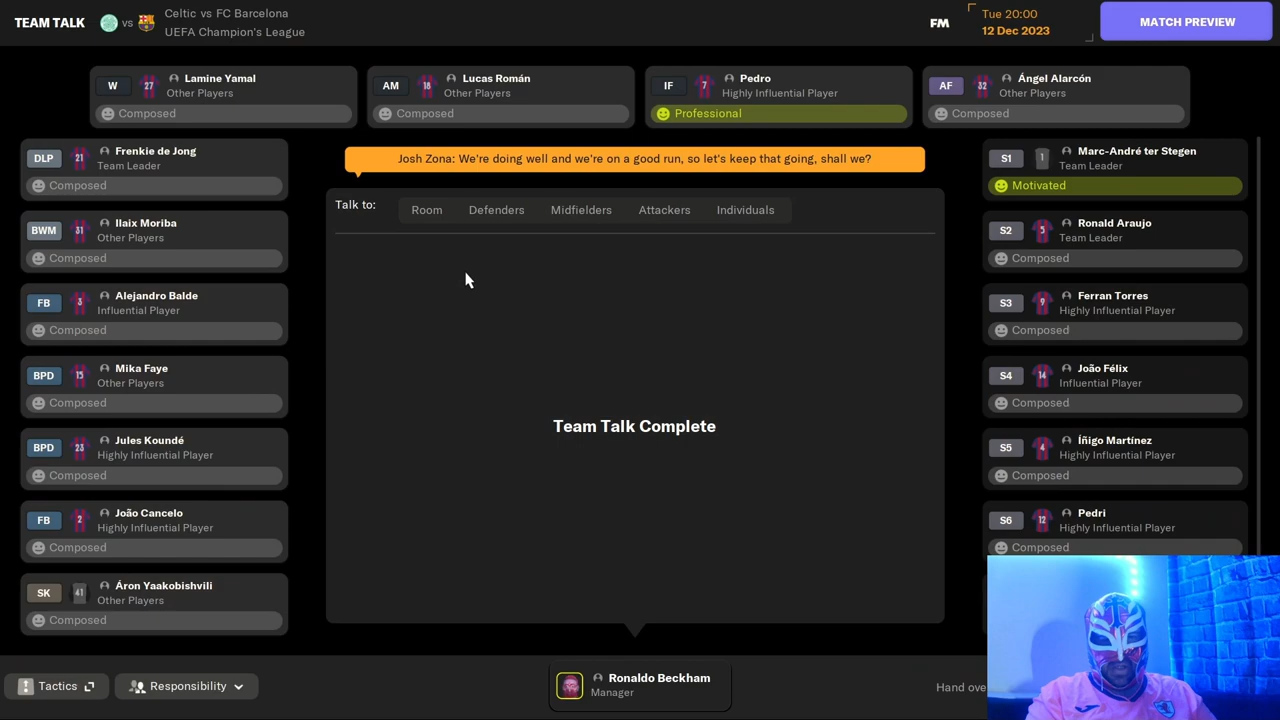 TEAM TALK
vs
Celtic vs FC Barcelona
UEFA Champion's League
FM
Tue 20:00
12 Dec 2023
MATCH PREVIEW
W
27
Lamine Yamal
Other Players
Composed
AM
18
Lucas Román
Other Players
Composed
IF
7
Pedro
Highly Influential Player
Professional
AF
32
Ángel Alarcón
Other Players
Composed
DLP
21
Frenkie de Jong
Team Leader
Composed
BWM
31
Ilaix Moriba
Other Players
Composed
FB
3
Alejandro Balde
Influential Player
Composed
BPD
15
Mika Faye
Other Players
Composed
BPD
23
Jules Koundé
Highly Influential Player
Composed
FB
2
João Cancelo
Highly Influential Player
Composed
SK
41
Áron Yaakobishvili
Other Players
Composed
Josh Zona: We're doing well and we're on a good run, so let's keep that going, shall we?
Talk to:
Room
Defenders
Midfielders
Attackers
Individuals
Team Talk Complete
S1
1
Marc-André ter Stegen
Team Leader
Motivated
S2
5
Ronald Araujo
Team Leader
Composed
S3
9
Ferran Torres
Highly Influential Player
Composed
S4
14
João Félix
Influential Player
Composed
S5
4
Íñigo Martínez
Highly Influential Player
Composed
S6
12
Pedri
Highly Influential Player
Composed
Tactics
Responsibility
Ronaldo Beckham
Manager
Hand ove